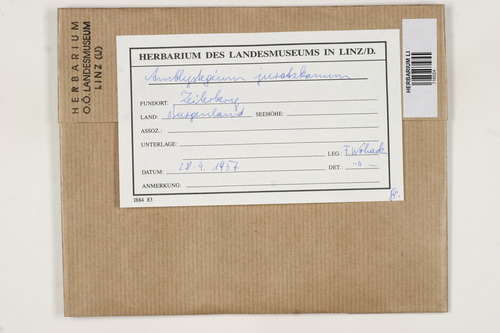 HERBARIUM
O.Ö. LANDESMUSEUM
LINZ (LI)
HERBARIUM DES LANDESMUSEUMS IN LINZ/D.
Amblystegium juratzkanum
FUNDORT: Zeilerberg
LAND: Burgenland SEEHÖHE:
ASSOZ.:
UNTERLAGE:
LEG.: F.
DATUM: 28.4.1957 DET.: -"-
ANMERKUNG:
I884 83
HERBARIUM LI